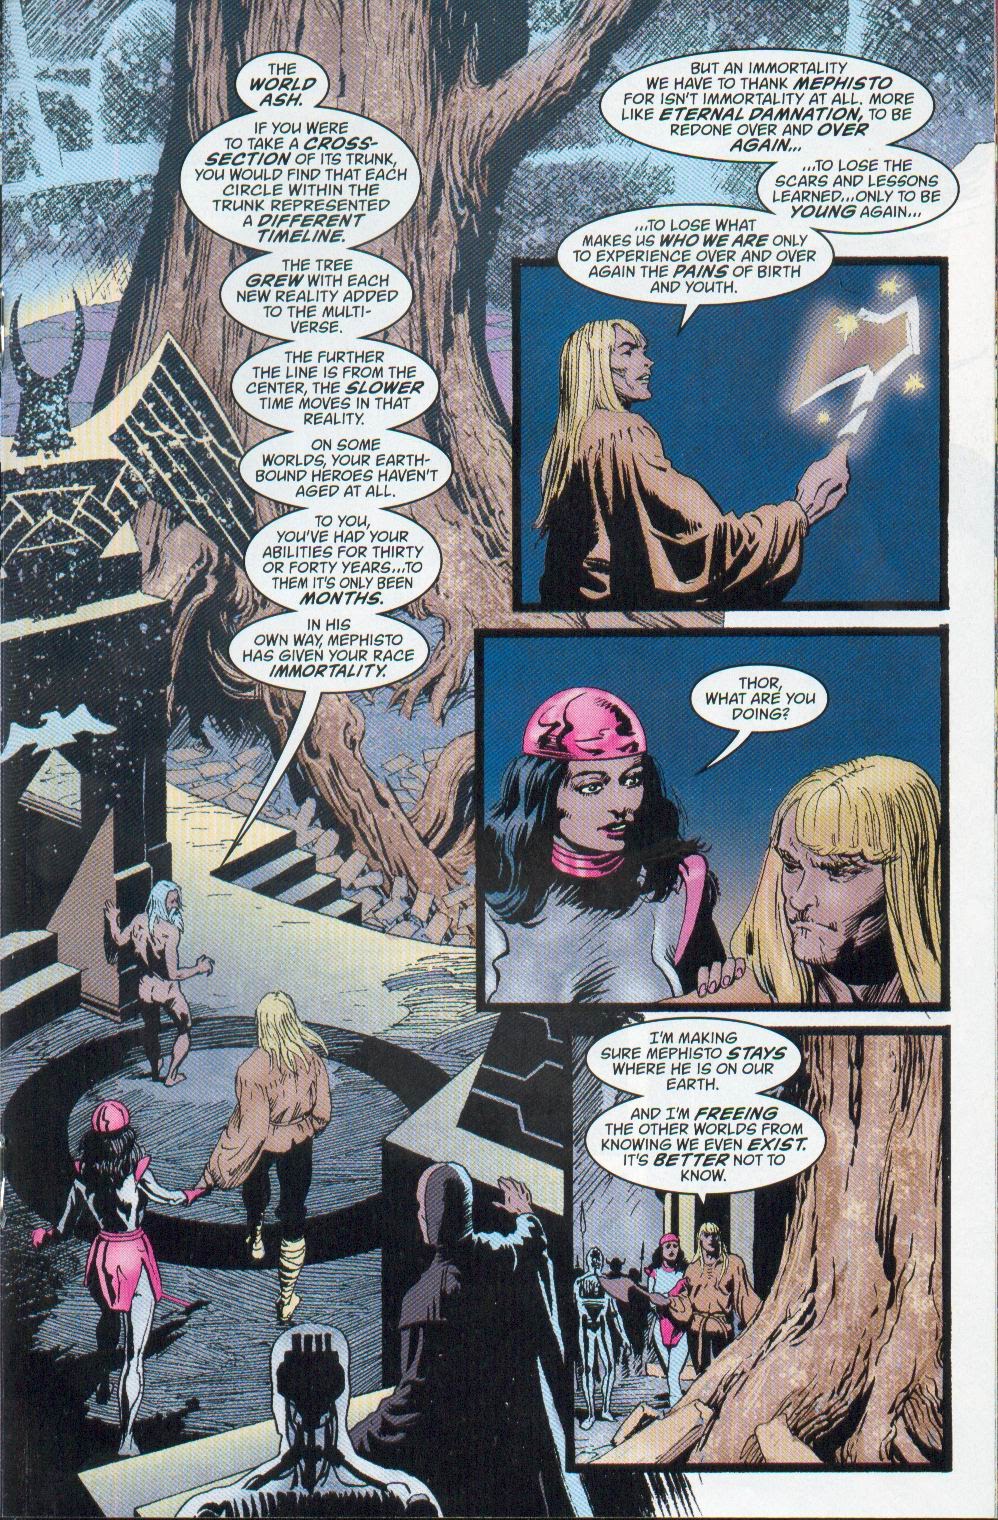 THE
WORLD
ASH.
IF YOU WERE
TO TAKE A CROSS-
SECTION OF ITS TRUNK,
YOU WOULD FIND THAT EACH
CIRCLE WITHIN THE
TRUNK REPRESENTED
A DIFFERENT
TIMELINE.
THE TREE
GREW WITH EACH
NEW REALITY ADDED
TO THE MULTI-
VERSE.
THE FURTHER
THE LINE IS FROM THE
CENTER, THE SLOWER
TIME MOVES IN THAT
REALITY.
ON SOME
WORLDS, YOUR EARTH-
BOUND HEROES HAVEN'T
AGED AT ALL.
TO YOU,
YOU'VE HAD YOUR
ABILITIES FOR THIRTY
OR FORTY YEARS...TO
THEM IT'S ONLY BEEN
MONTHS.
IN HIS
OWN WAY, MEPHISTO
HAS GIVEN YOUR RACE
IMMORTALITY.
BUT AN IMMORTALITY
WE HAVE TO THANK MEPHISTO
FOR ISN'T IMMORTALITY AT ALL. MORE
LIKE ETERNAL DAMNATION, TO BE
REDONE OVER AND OVER
AGAIN...
...TO LOSE THE
SCARS AND LESSONS
LEARNED...ONLY TO BE
YOUNG AGAIN...
...TO LOSE WHAT
MAKES US WHO WE ARE ONLY
TO EXPERIENCE OVER AND OVER
AGAIN THE PAINS OF BIRTH
AND YOUTH.
THOR,
WHAT ARE YOU
DOING?
I'M MAKING
SURE MEPHISTO STAYS
WHERE HE IS ON OUR
EARTH.
AND I'M FREEING
THE OTHER WORLDS FROM
KNOWING WE EVEN EXIST.
IT'S BETTER NOT TO
KNOW.